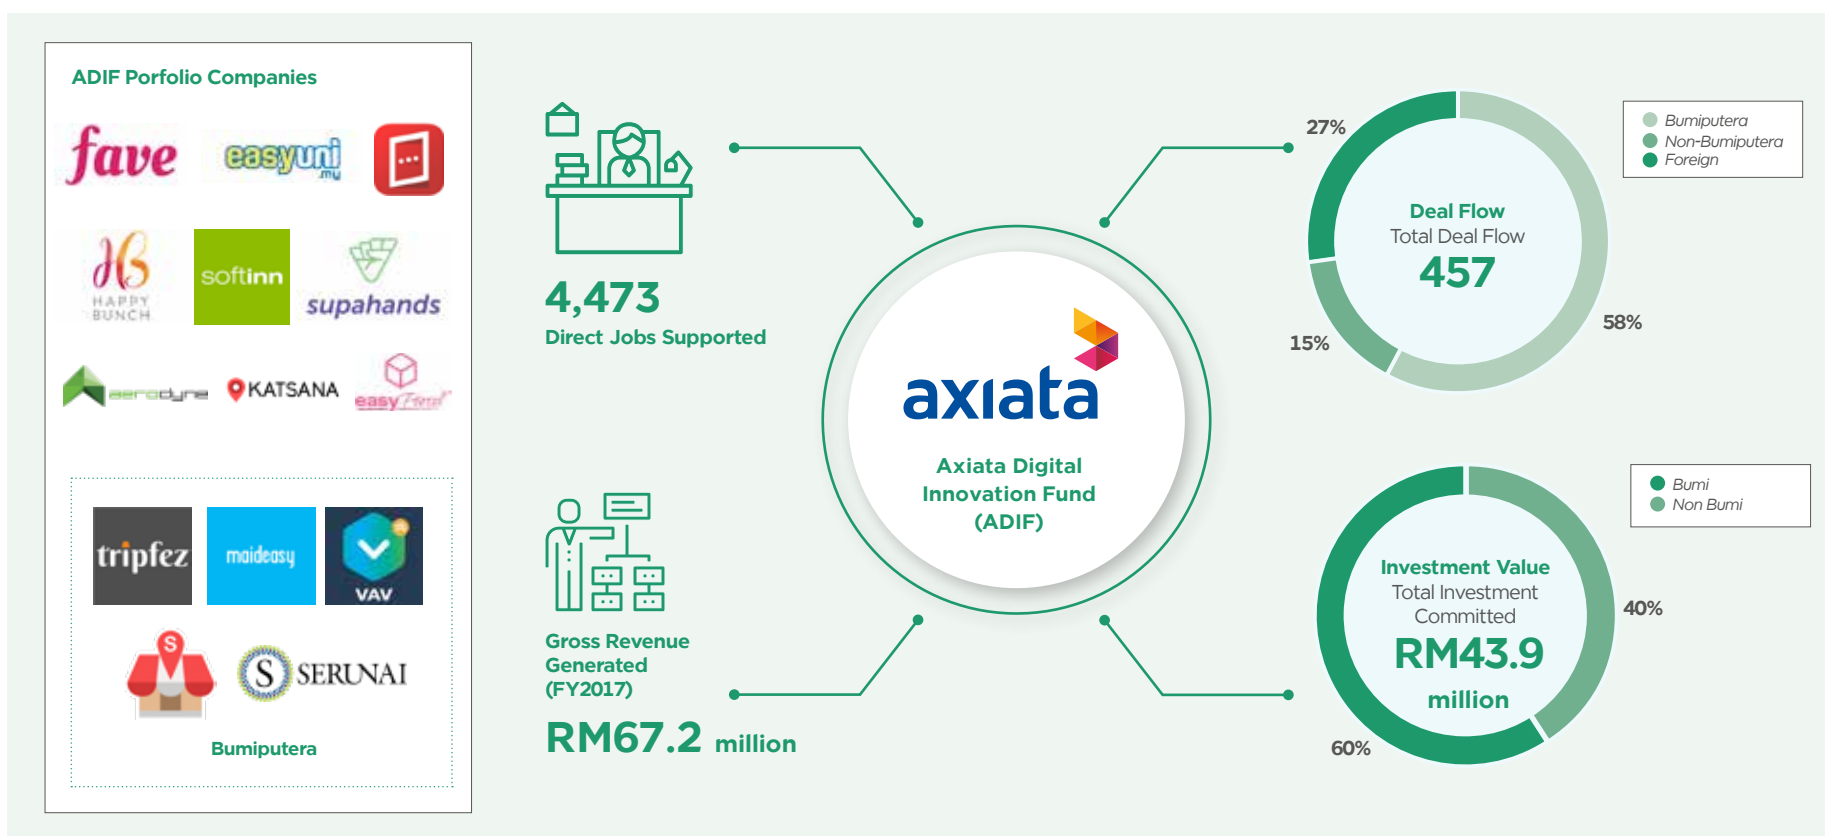 ADIF Porfolio Companies
fave
easyuni
.my
HAPPY
BUNCH
softinn
supahands
aerodyne
KATSANA
easyParcel
tripfez
maideasy
VAV
S
S SERUNAI
Bumiputera
4,473
Direct Jobs Supported
Gross Revenue
Generated
(FY2017)
RM67.2 million
axiata
Axiata Digital
Innovation Fund
(ADIF)
27%
15%
58%
Deal Flow
Total Deal Flow
457
Bumiputera
Non-Bumiputera
Foreign
Investment Value
Total Investment
Committed
RM43.9
million
40%
60%
Bumi
Non Bumi